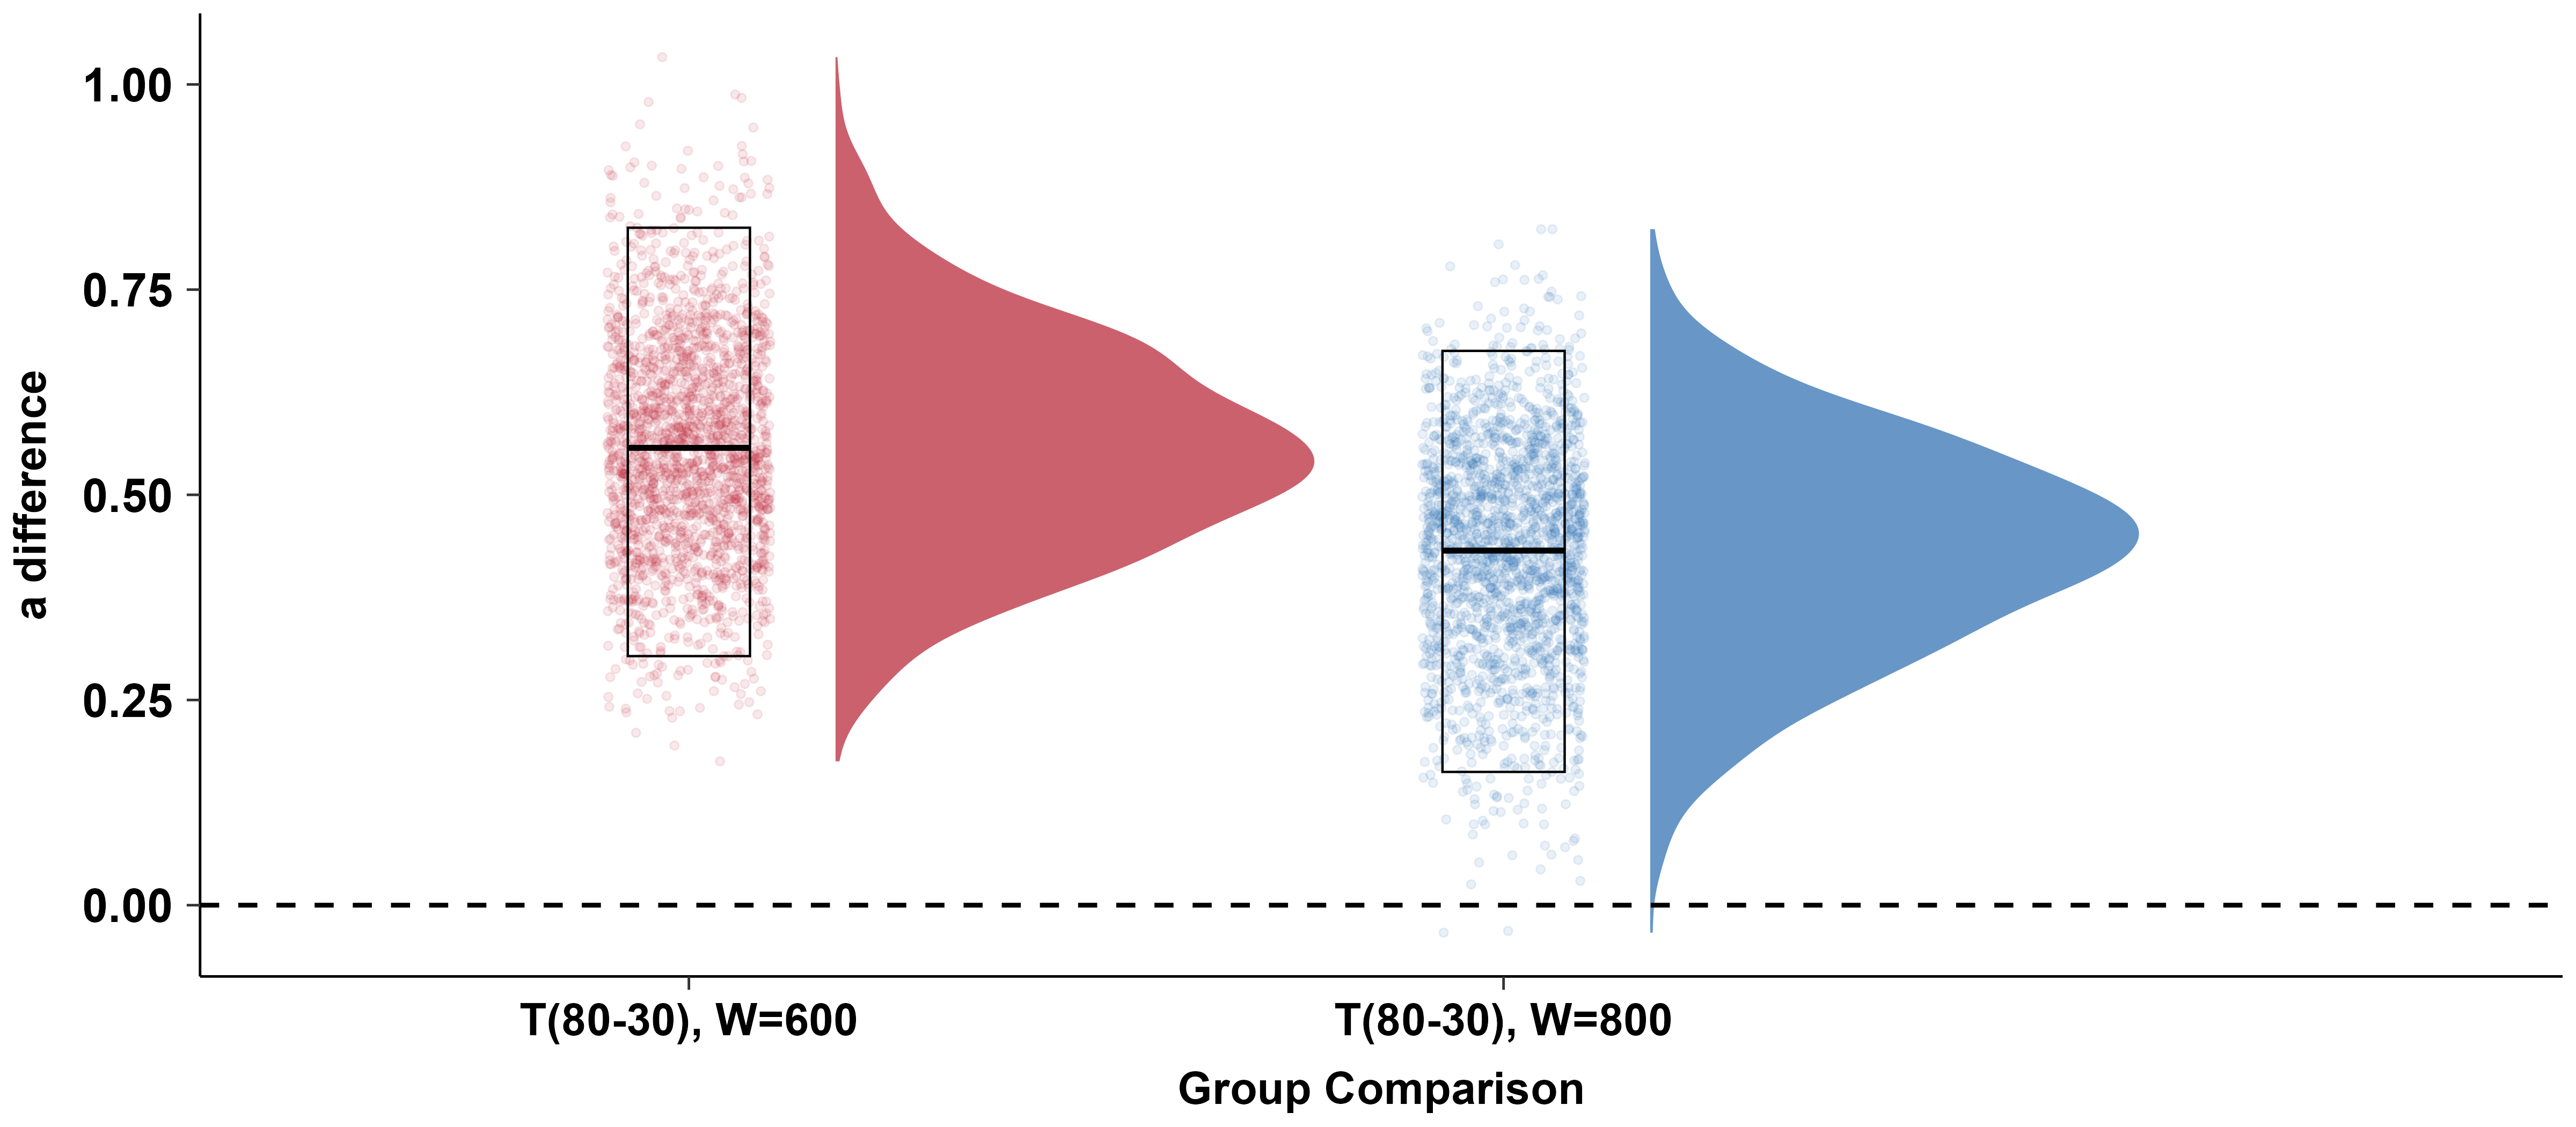 a difference
1.00
0.75
0.50
0.25
0.00
T(80-30), W=600
T(80-30), W=800
Group Comparison